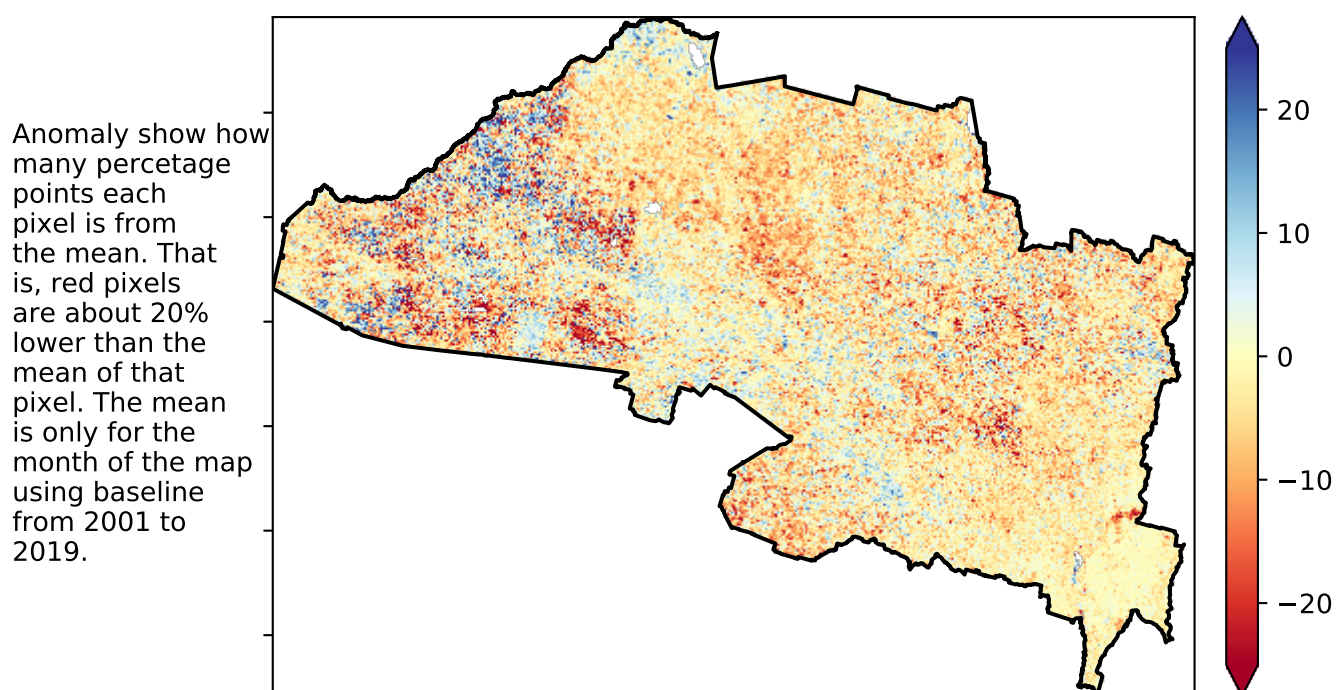 Anomaly show how
many percetage
points each
pixel is from
the mean. That
is, red pixels
are about 20%
lower than the
mean of that
pixel. The mean
is only for the
month of the map
using baseline
from 2001 to
2019.
20
10
0
−10
−20